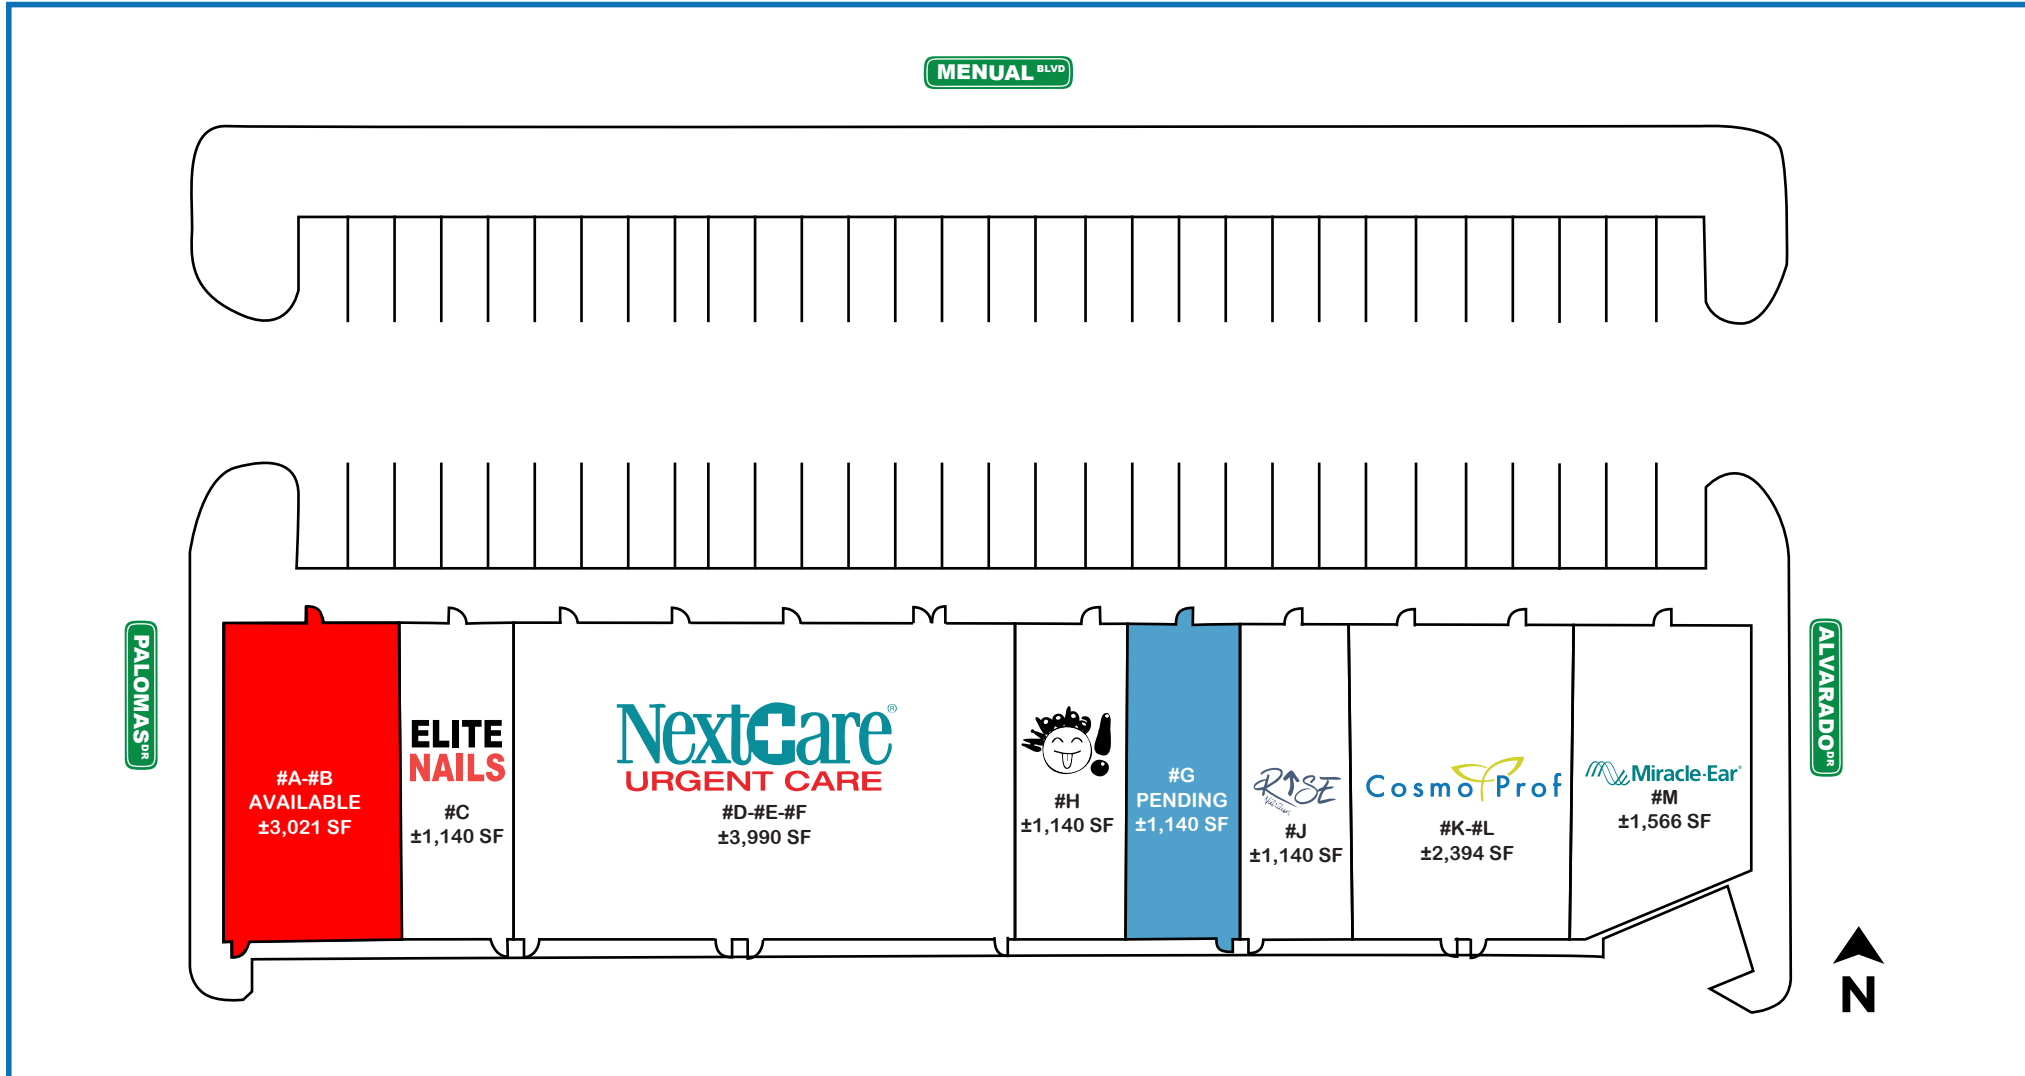 MENUAL BLVD
PALOMAS DR
ALVARADO DR
#A-#B
AVAILABLE
±3,021 SF
ELITE
NAILS
#C
±1,140 SF
NextCare®
URGENT CARE
#D-#E-#F
±3,990 SF
#H
±1,140 SF
#G
PENDING
±1,140 SF
RISE
#J
±1,140 SF
CosmoProf
#K-#L
±2,394 SF
Miracle-Ear®
#M
±1,566 SF
N